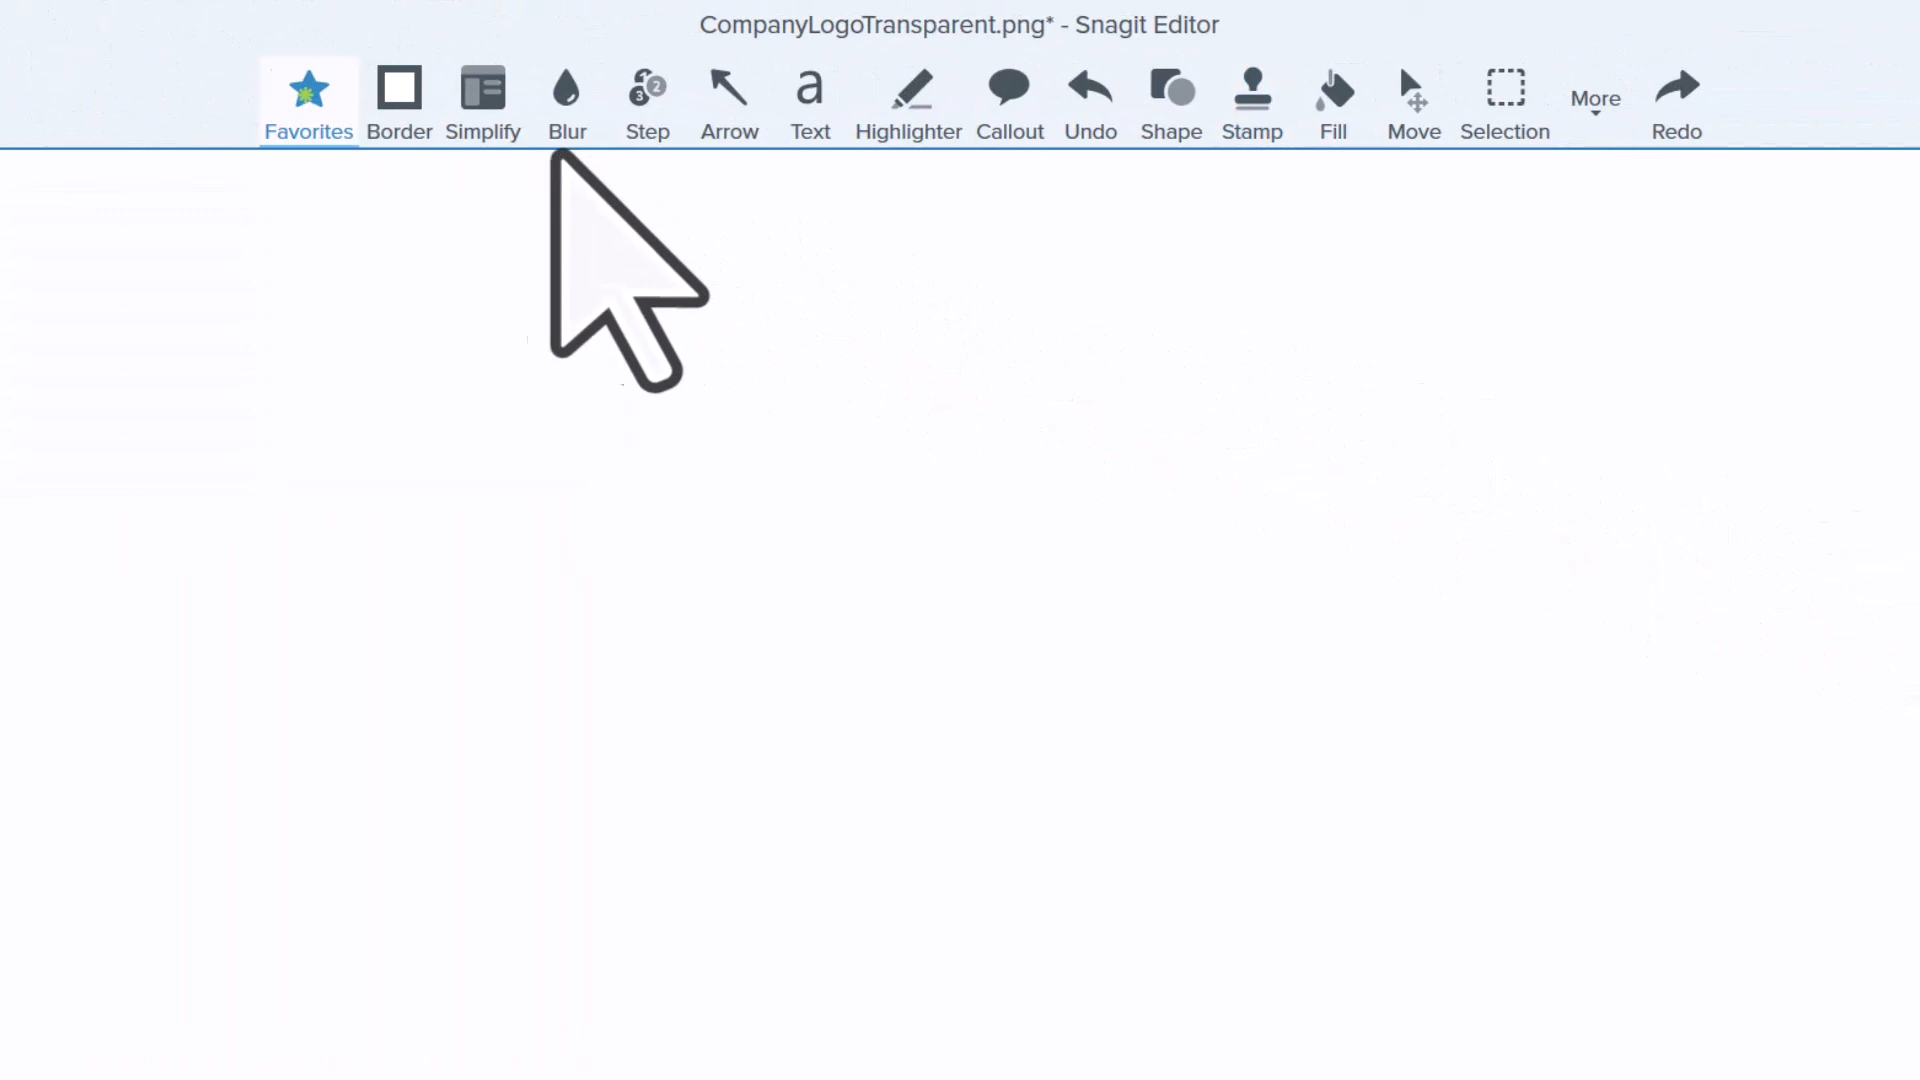 CompanyLogoTransparent.png* - Snagit Editor
Favorites Border Simplify Blur Step Arrow Text Highlighter Callout Undo Shape Stamp Fill Move Selection More Redo